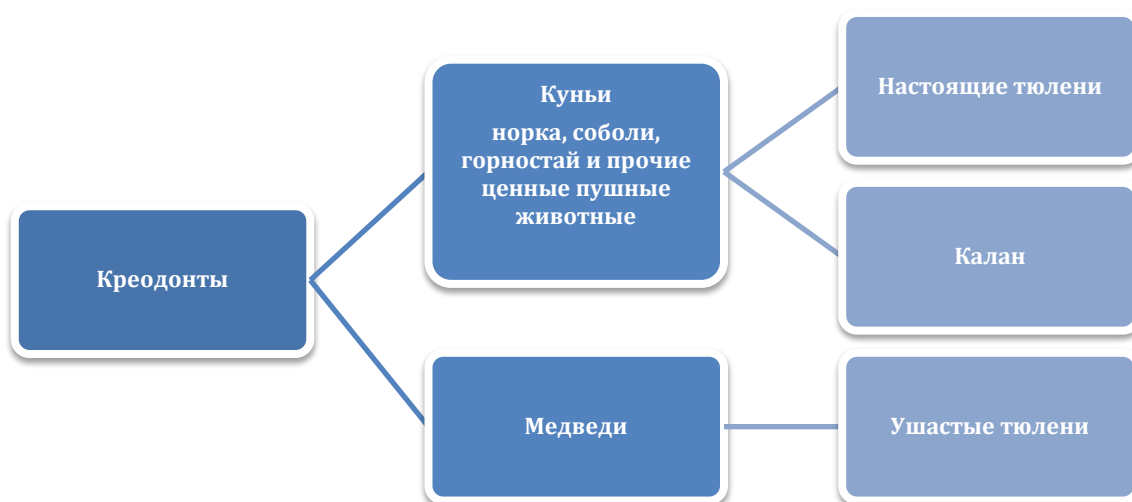 Креодонты
Куньи
норка, соболи,
горностай и прочие
ценные пушные
животные
Медведи
Настоящие тюлени
Калан
Ушастые тюлени